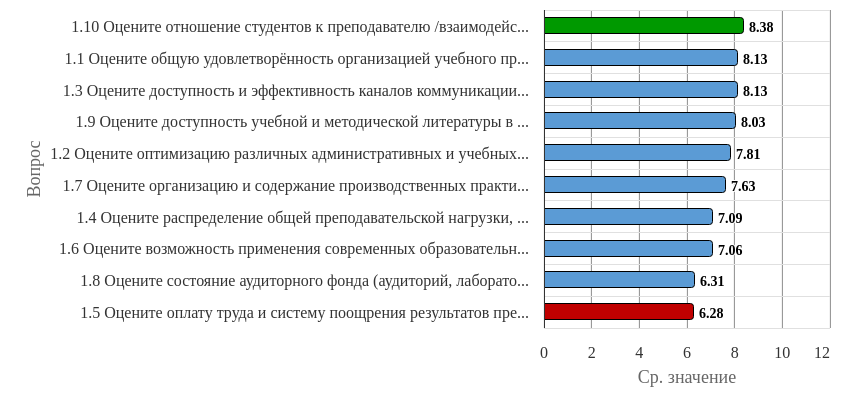 1.10 Оцените отношение студентов к преподавателю /взаимодейс... 8.38
1.1 Оцените общую удовлетворённость организацией учебного пр... 8.13
1.3 Оцените доступность и эффективность каналов коммуникации... 8.13
1.9 Оцените доступность учебной и методической литературы в ... 8.03
1.2 Оцените оптимизацию различных административных и учебных... 7.81
1.7 Оцените организацию и содержание производственных практи... 7.63
1.4 Оцените распределение общей преподавательской нагрузки, ... 7.09
1.6 Оцените возможность применения современных образовательн... 7.06
1.8 Оцените состояние аудиторного фонда (аудиторий, лаборато... 6.31
1.5 Оцените оплату труда и систему поощрения результатов пре... 6.28
Вопрос
0 2 4 6 8 10 12
Ср. значение